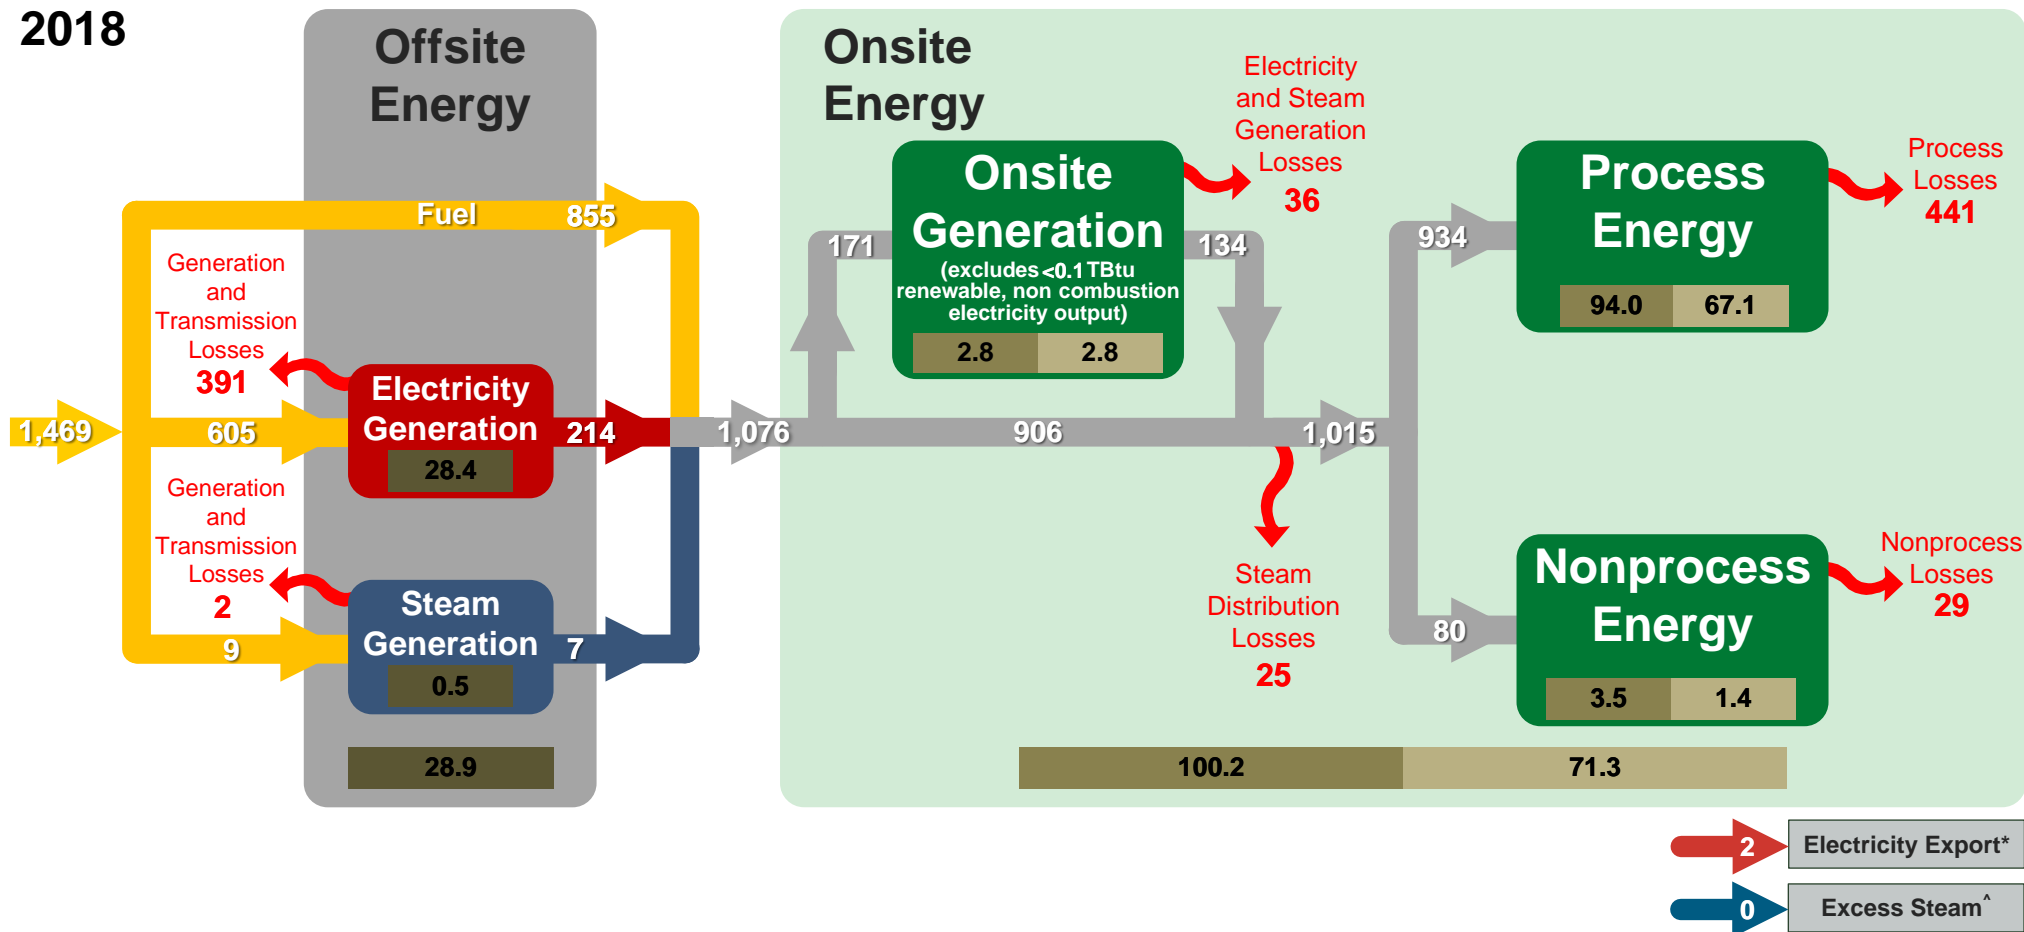 2018
Offsite
Energy
Onsite
Energy
Fuel
855
Generation
and
Transmission
Losses
391
1,469
605
Electricity
Generation
28.4
214
Generation
and
Transmission
Losses
2
9
Steam
Generation
0.5
7
28.9
1,076
171
Onsite
Generation
(excludes <0.1 TBtu
renewable, non combustion
electricity output)
2.8
2.8
134
Electricity
and Steam
Generation
Losses
36
906
1,015
Steam
Distribution
Losses
25
934
Process
Energy
94.0
67.1
Process
Losses
441
80
Nonprocess
Energy
3.5
1.4
Nonprocess
Losses
29
100.2
71.3
2
Electricity Export*
0
Excess Steam^